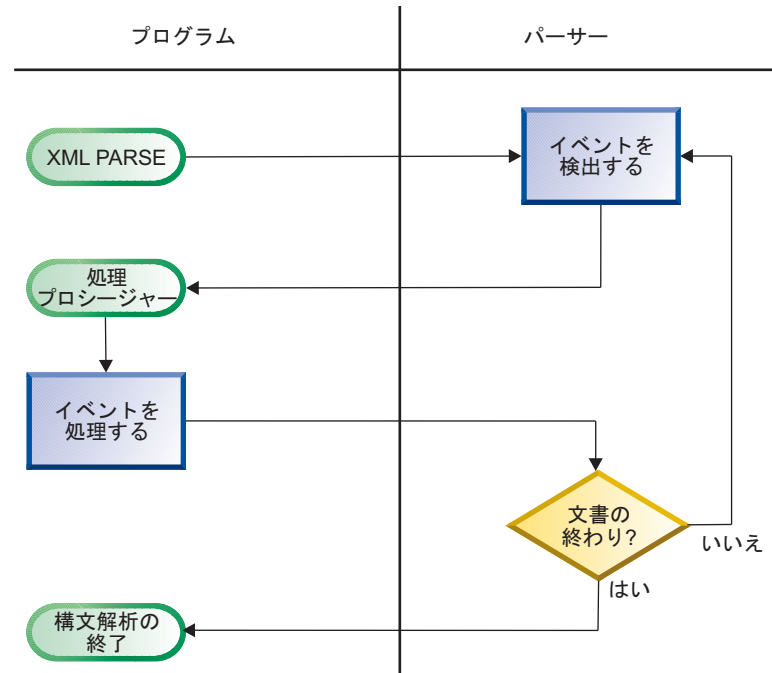 プログラム
パーサー
XML PARSE
イベントを
検出する
処理
プロシージャー
イベントを
処理する
文書の
終わり?
いいえ
はい
構文解析の
終了